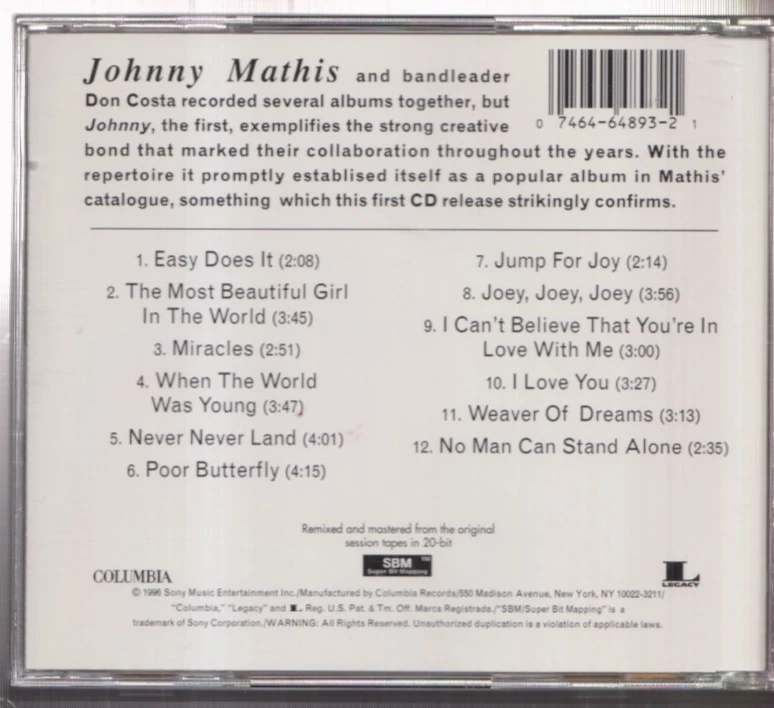 Johnny Mathis and bandleader
Don Costa recorded several albums together, but
Johnny, the first, exemplifies the strong creative
bond that marked their collaboration throughout the years. With the
repertoire it promptly establised itself as a popular album in Mathis'
catalogue, something which this first CD release strikingly confirms.
0 7464-64893-2 1
1. Easy Does It (2:08)
2. The Most Beautiful Girl
In The World (3:45)
3. Miracles (2:51)
4. When The World
Was Young (3:47)
5. Never Never Land (4:01)
6. Poor Butterfly (4:15)
7. Jump For Joy (2:14)
8. Joey, Joey, Joey (3:56)
9. I Can't Believe That You're In
Love With Me (3:00)
10. I Love You (3:27)
11. Weaver Of Dreams (3:13)
12. No Man Can Stand Alone (2:35)
Remixed and mastered from the original
session tapes in 20-bit
SBM TM
Super Bit Mapping
COLUMBIA
L
LEGACY
© 1996 Sony Music Entertainment Inc./Manufactured by Columbia Records/550 Madison Avenue, New York, NY 10022-3211/
"Columbia," "Legacy" and L Reg. U.S. Pat. & Tm. Off. Marca Registrada./"SBM/Super Bit Mapping" is a
trademark of Sony Corporation./WARNING: All Rights Reserved. Unauthorized duplication is a violation of applicable laws.